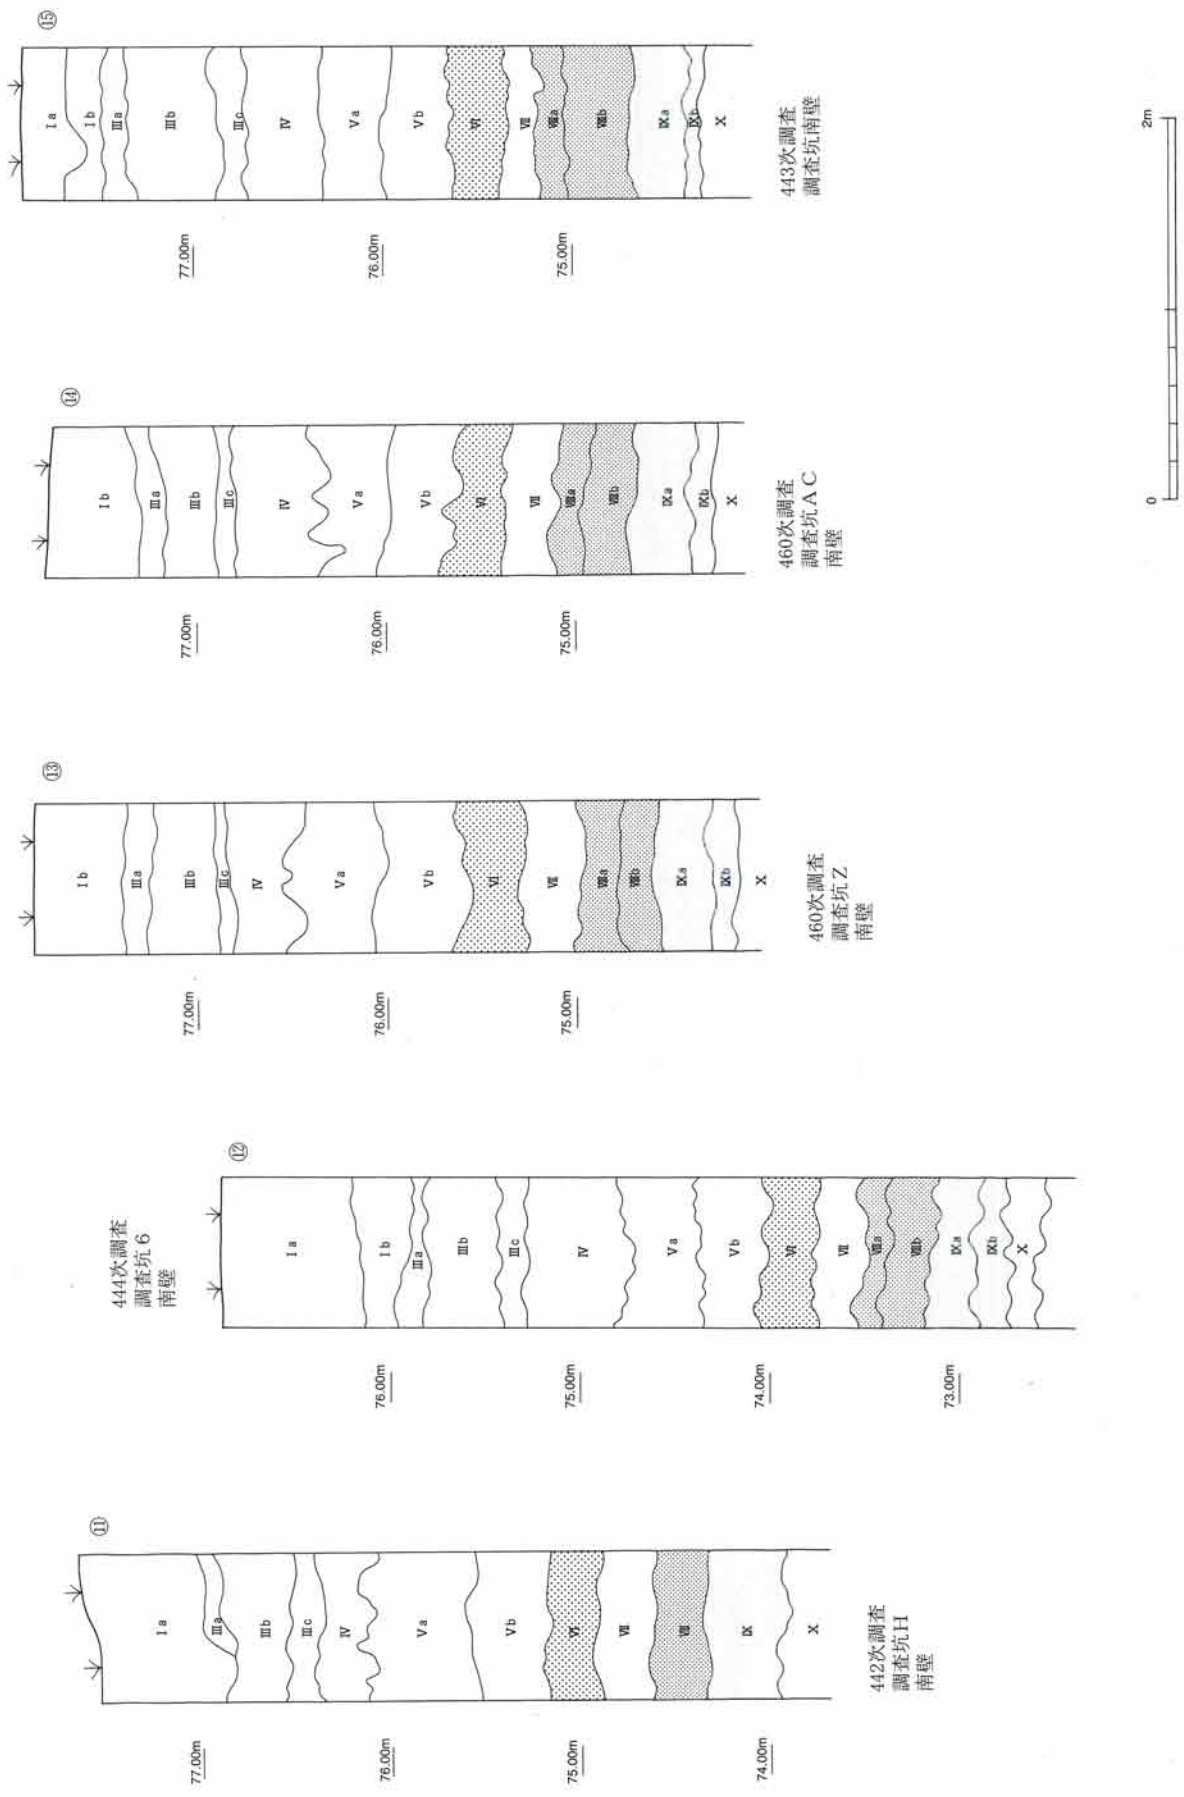 ⑪
Ⅰa
Ⅲa
Ⅲb
Ⅲc
Ⅳ
Ⅴa
Ⅴb
Ⅵ
Ⅶ
Ⅷ
Ⅸ
Ⅹ
77.00m
76.00m
75.00m
74.00m
442次調査
調査坑H
南壁
444次調査
調査坑6
南壁
⑫
Ⅰa
Ⅰb
Ⅲa
Ⅲb
Ⅲc
Ⅳ
Ⅴa
Ⅴb
Ⅵ
Ⅶ
Ⅷa
Ⅷb
Ⅸa
Ⅸb
Ⅹ
76.00m
75.00m
74.00m
73.00m
⑬
Ⅰb
Ⅲa
Ⅲb
Ⅲc
Ⅳ
Ⅴa
Ⅴb
Ⅵ
Ⅶ
Ⅷa
Ⅷb
Ⅸa
Ⅸb
Ⅹ
77.00m
76.00m
75.00m
460次調査
調査坑Z
南壁
⑭
Ⅰb
Ⅲa
Ⅲb
Ⅲc
Ⅳ
Ⅴa
Ⅴb
Ⅵ
Ⅶ
Ⅷa
Ⅷb
Ⅸa
Ⅸb
Ⅹ
77.00m
76.00m
75.00m
460次調査
調査坑AC
南壁
⑮
Ⅰa
Ⅰb
Ⅲa
Ⅲb
Ⅲc
Ⅳ
Ⅴa
Ⅴb
Ⅵ
Ⅶ
Ⅷa
Ⅷb
Ⅸa
Ⅸb
Ⅹ
77.00m
76.00m
75.00m
443次調査
調査坑南壁
0
2m